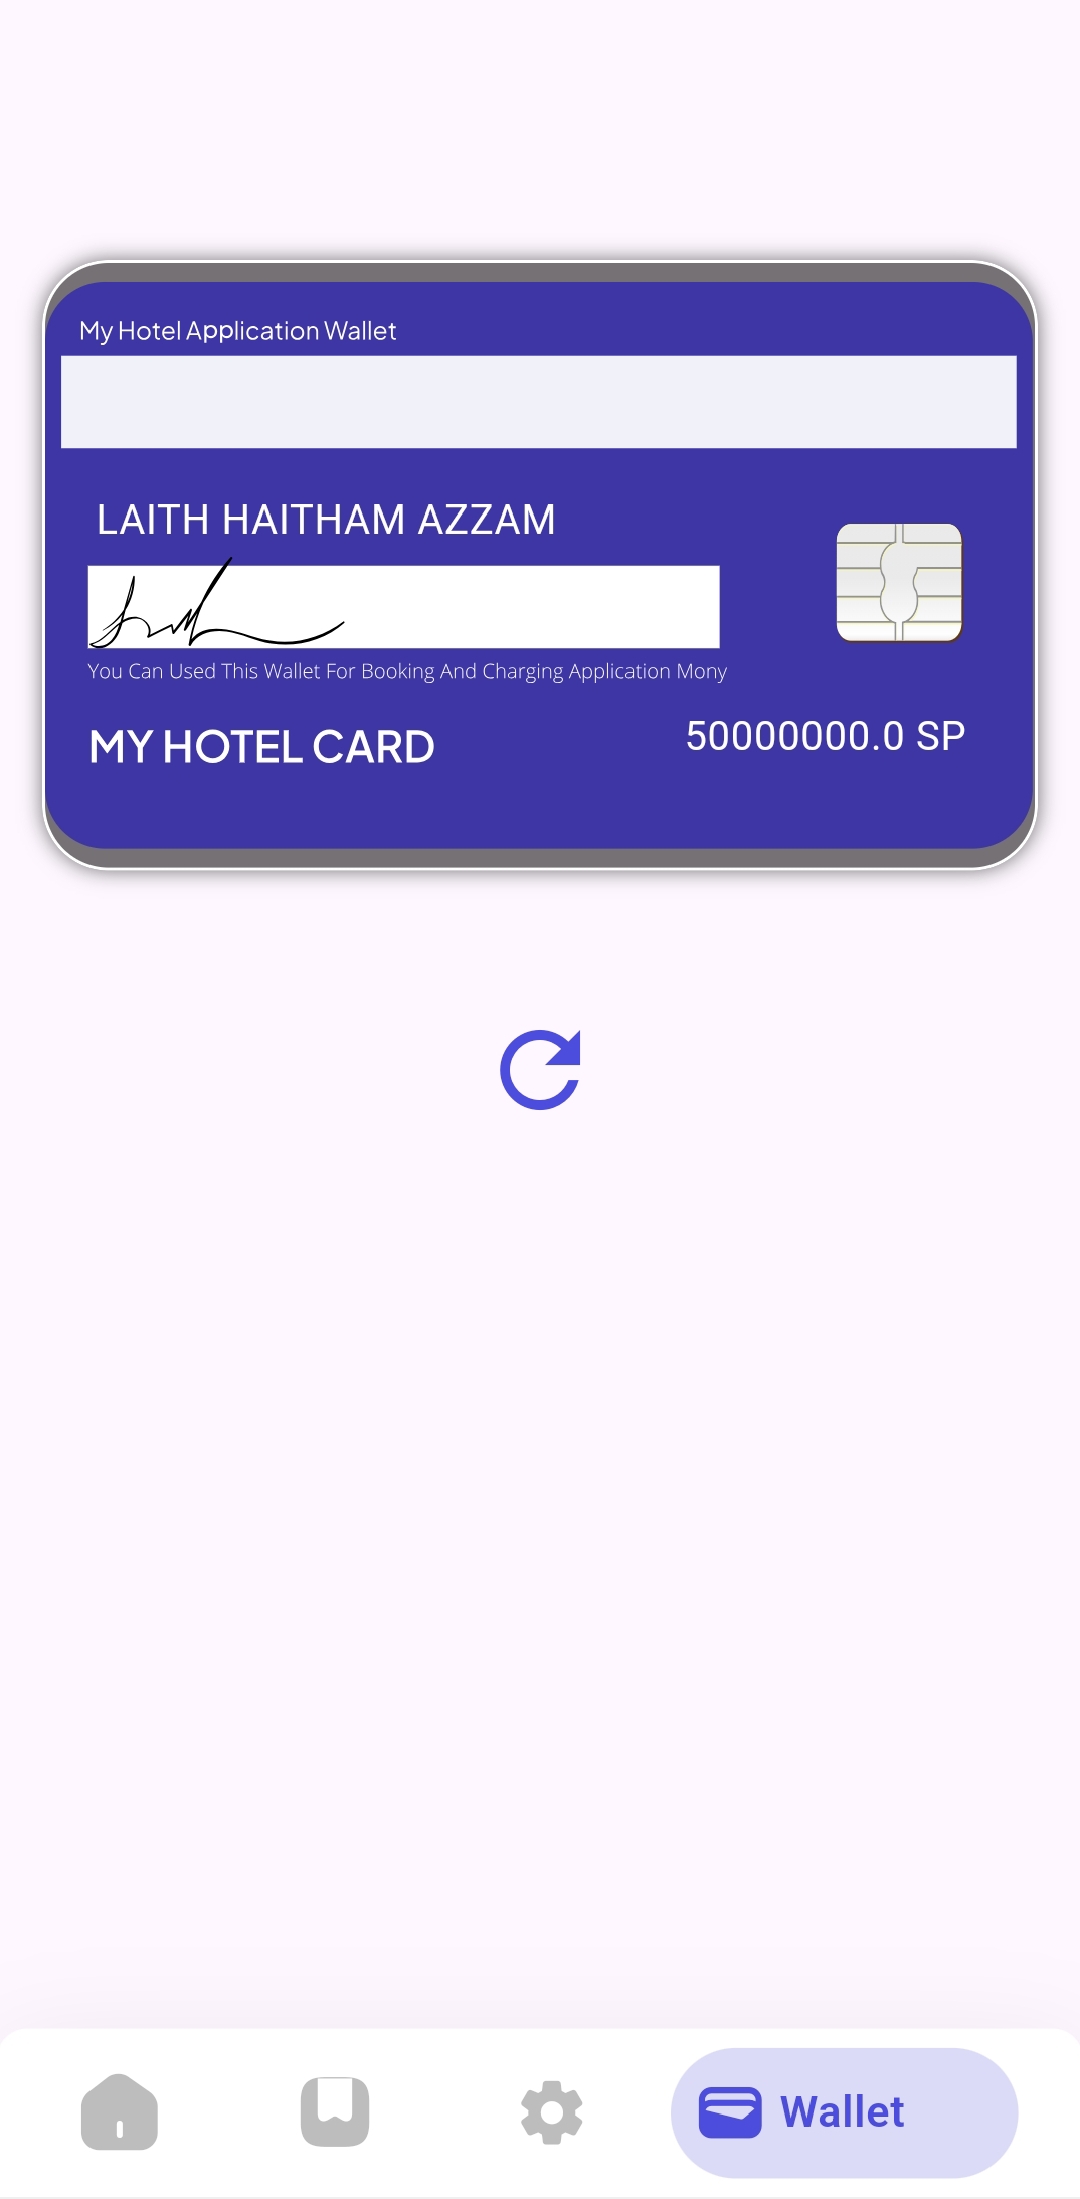 My Hotel Application Wallet
LAITH HAITHAM AZZAM
You Can Used This Wallet For Booking And Charging Application Mony
MY HOTEL CARD
50000000.0 SP
Wallet